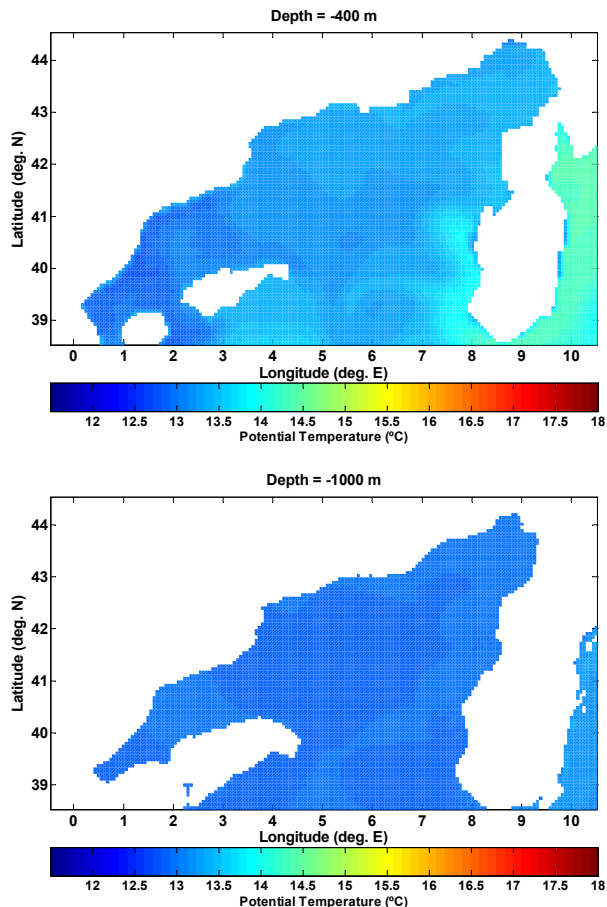 Depth = -400 m
44
43
42
41
40
39
Latitude (deg. N)
0 1 2 3 4 5 6 7 8 9 10
Longitude (deg. E)
12 12.5 13 13.5 14 14.5 15 15.5 16 16.5 17 17.5 18
Potential Temperature (ºC)
Depth = -1000 m
44
43
42
41
40
39
Latitude (deg. N)
0 1 2 3 4 5 6 7 8 9 10
Longitude (deg. E)
12 12.5 13 13.5 14 14.5 15 15.5 16 16.5 17 17.5 18
Potential Temperature (ºC)